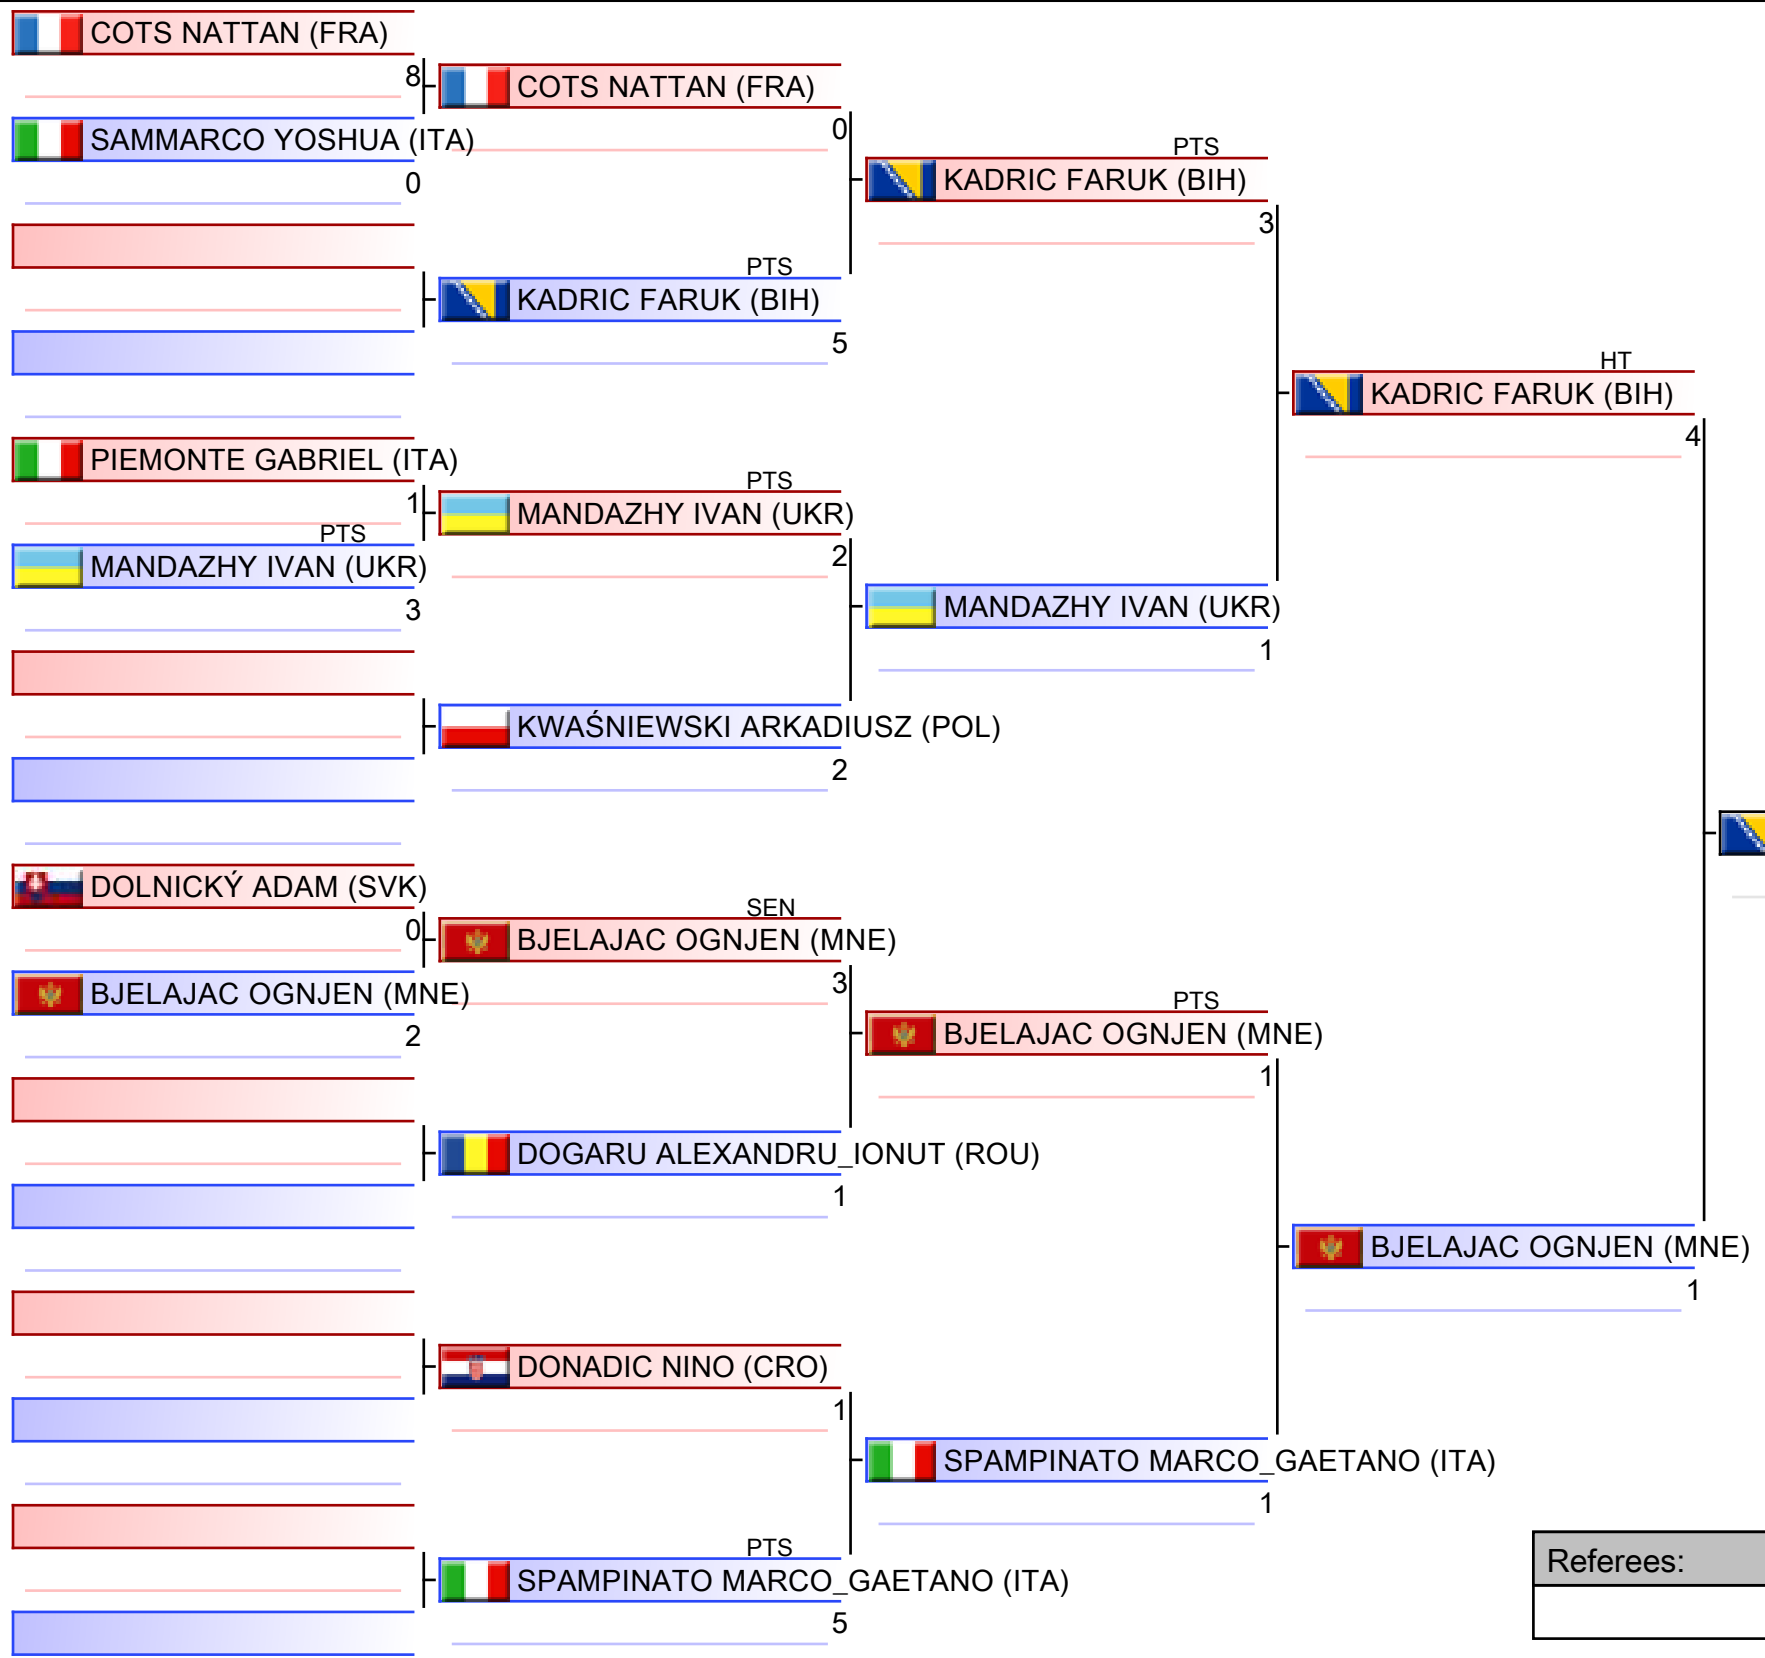 COTS NATTAN (FRA)
8
SAMMARCO YOSHUA (ITA)
0
PIEMONTE GABRIEL (ITA)
1
PTS
MANDAZHY IVAN (UKR)
3
DOLNICKÝ ADAM (SVK)
0
BJELAJAC OGNJEN (MNE)
2
COTS NATTAN (FRA)
0
PTS
KADRIC FARUK (BIH)
5
PTS
MANDAZHY IVAN (UKR)
2
KWAŚNIEWSKI ARKADIUSZ (POL)
2
SEN
BJELAJAC OGNJEN (MNE)
3
DOGARU ALEXANDRU_IONUT (ROU)
1
DONADIC NINO (CRO)
1
PTS
SPAMPINATO MARCO_GAETANO (ITA)
5
PTS
KADRIC FARUK (BIH)
3
MANDAZHY IVAN (UKR)
1
PTS
BJELAJAC OGNJEN (MNE)
1
SPAMPINATO MARCO_GAETANO (ITA)
1
HT
KADRIC FARUK (BIH)
4
BJELAJAC OGNJEN (MNE)
1
Referees: